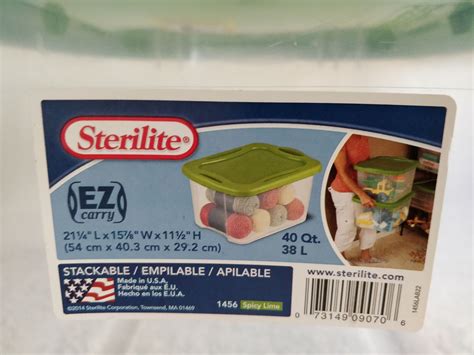 Sterilite®
EZ
carry
21¼" L x 15⅞" W x 11½" H
(54 cm x 40.3 cm x 29.2 cm)
40 Qt.
38 L
STACKABLE / EMPILABLE / APILABLE
Made in U.S.A.
Fabriqué aux É.U.
Hecho en los E.U.A.
©2014 Sterilite Corporation, Townsend, MA 01469
1456 Spicy Lime
www.sterilite.com
0 73149 09070 6
1456LAB22